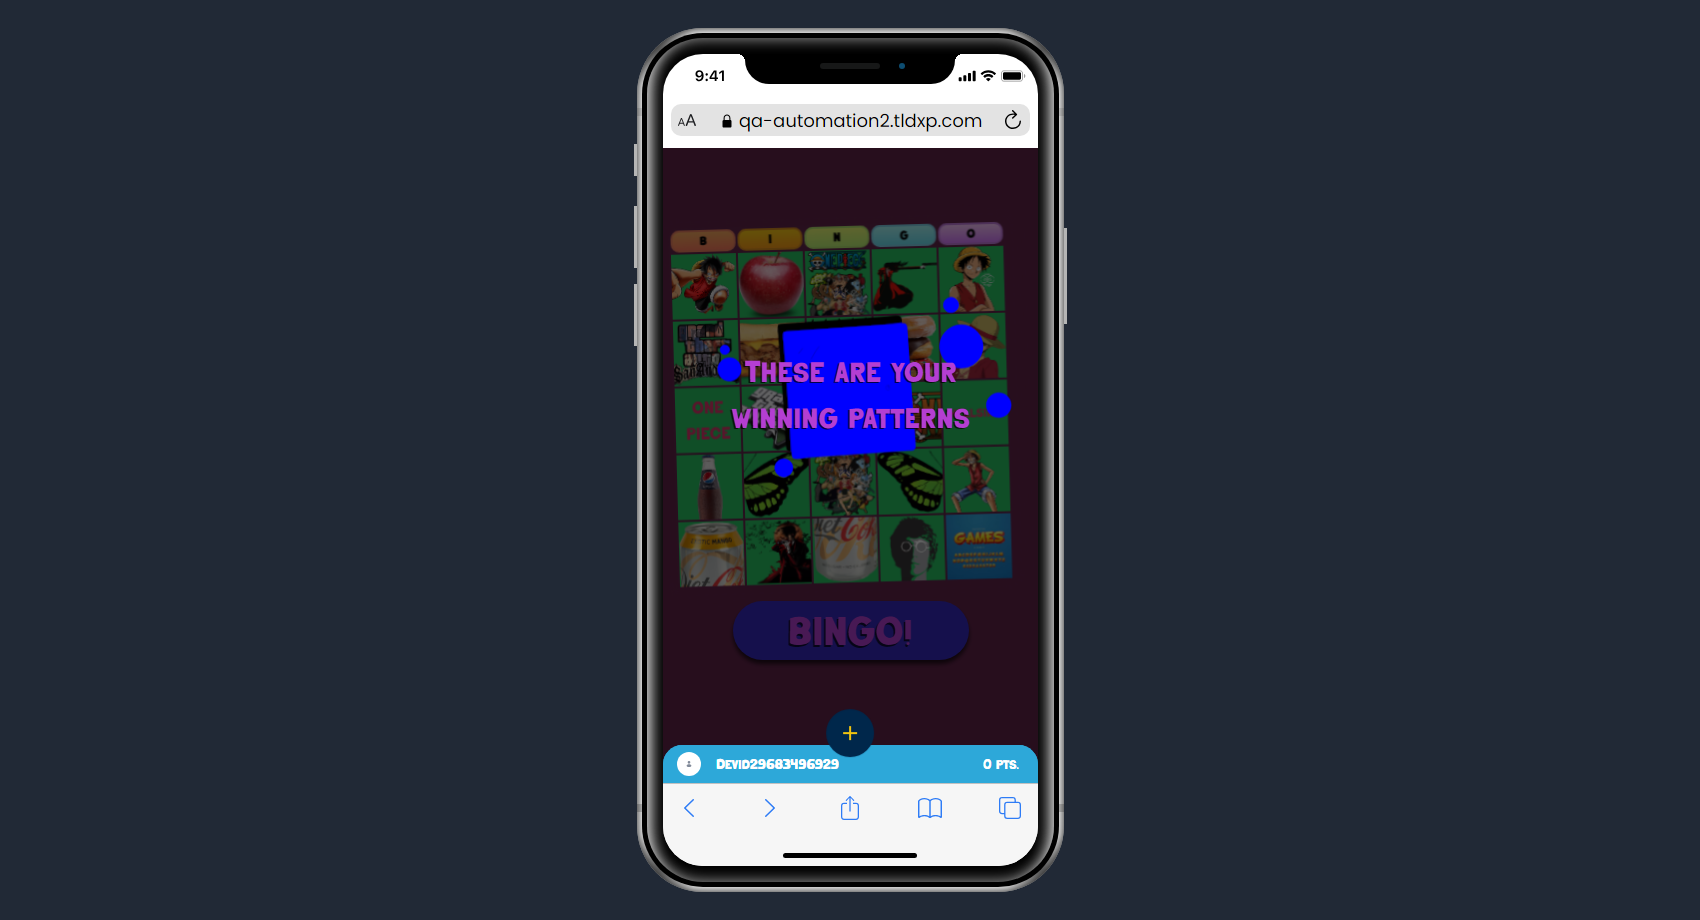 9:41
AA qa-automation2.tldxp.com
B I N G O
These are your
winning patterns
ONE
PIECE
GAMES
BINGO!
+
Devid29683496929 0 pts.